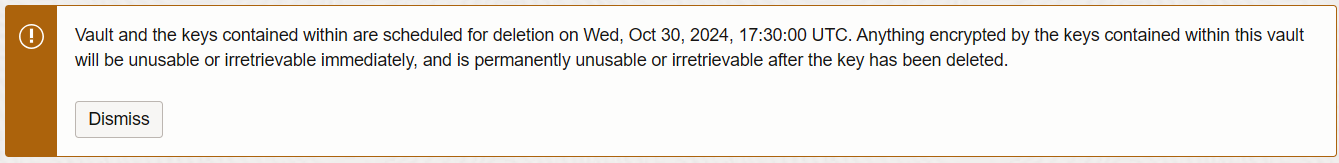 Vault and the keys contained within are scheduled for deletion on Wed, Oct 30, 2024, 17:30:00 UTC. Anything encrypted by the keys contained within this vault
will be unusable or irretrievable immediately, and is permanently unusable or irretrievable after the key has been deleted.
Dismiss